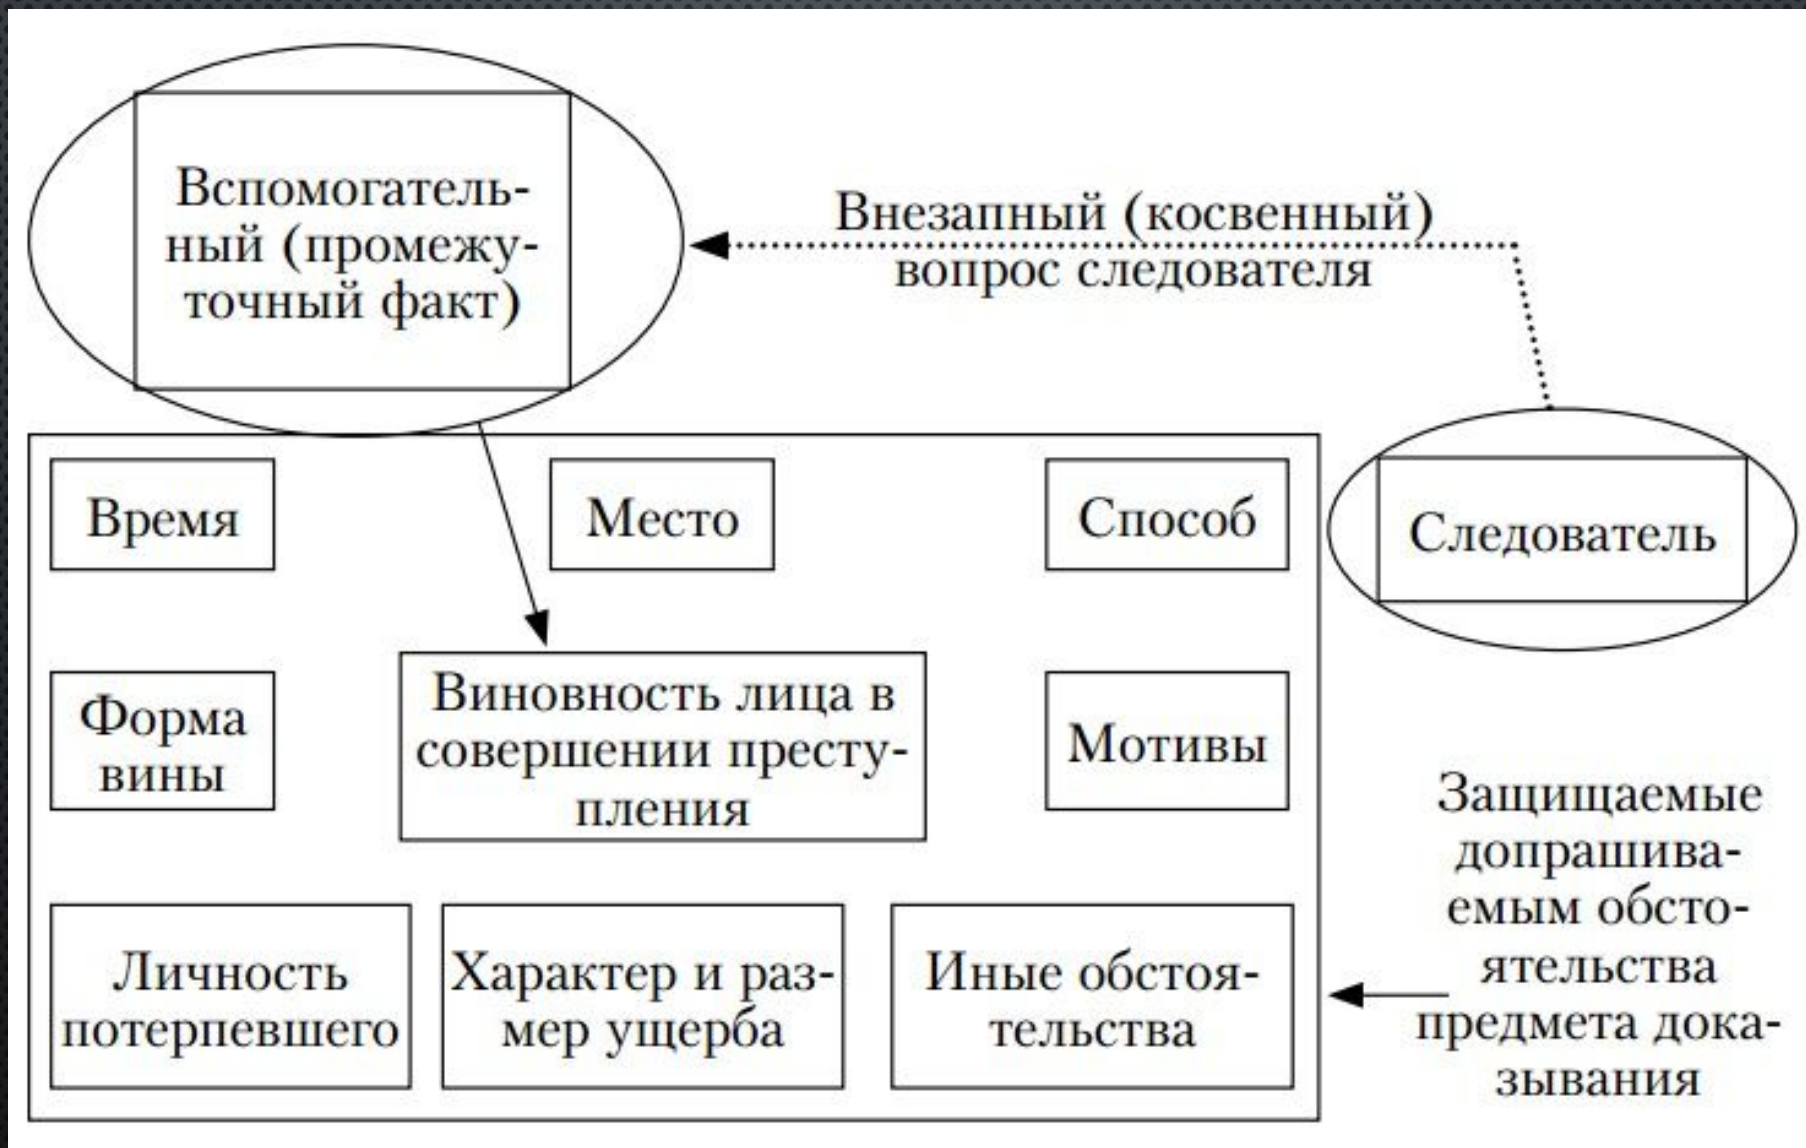 Вспомогатель-
ный (промежу-
точный факт)
Внезапный (косвенный)
вопрос следователя
Время
Место
Способ
Следователь
Форма
вины
Виновность лица в
совершении престу-
пления
Мотивы
Защищаемые
допрашива-
емым обсто-
ятельства
предмета дока-
зывания
Личность
потерпевшего
Характер и раз-
мер ущерба
Иные обстоя-
тельства